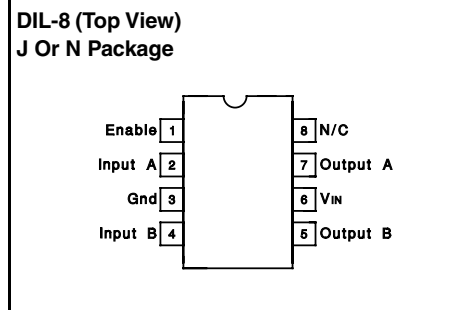 DIL-8 (Top View)
J Or N Package
Enable 1 8 N/C
Input A 2 7 Output A
Gnd 3 6 VIN
Input B 4 5 Output B